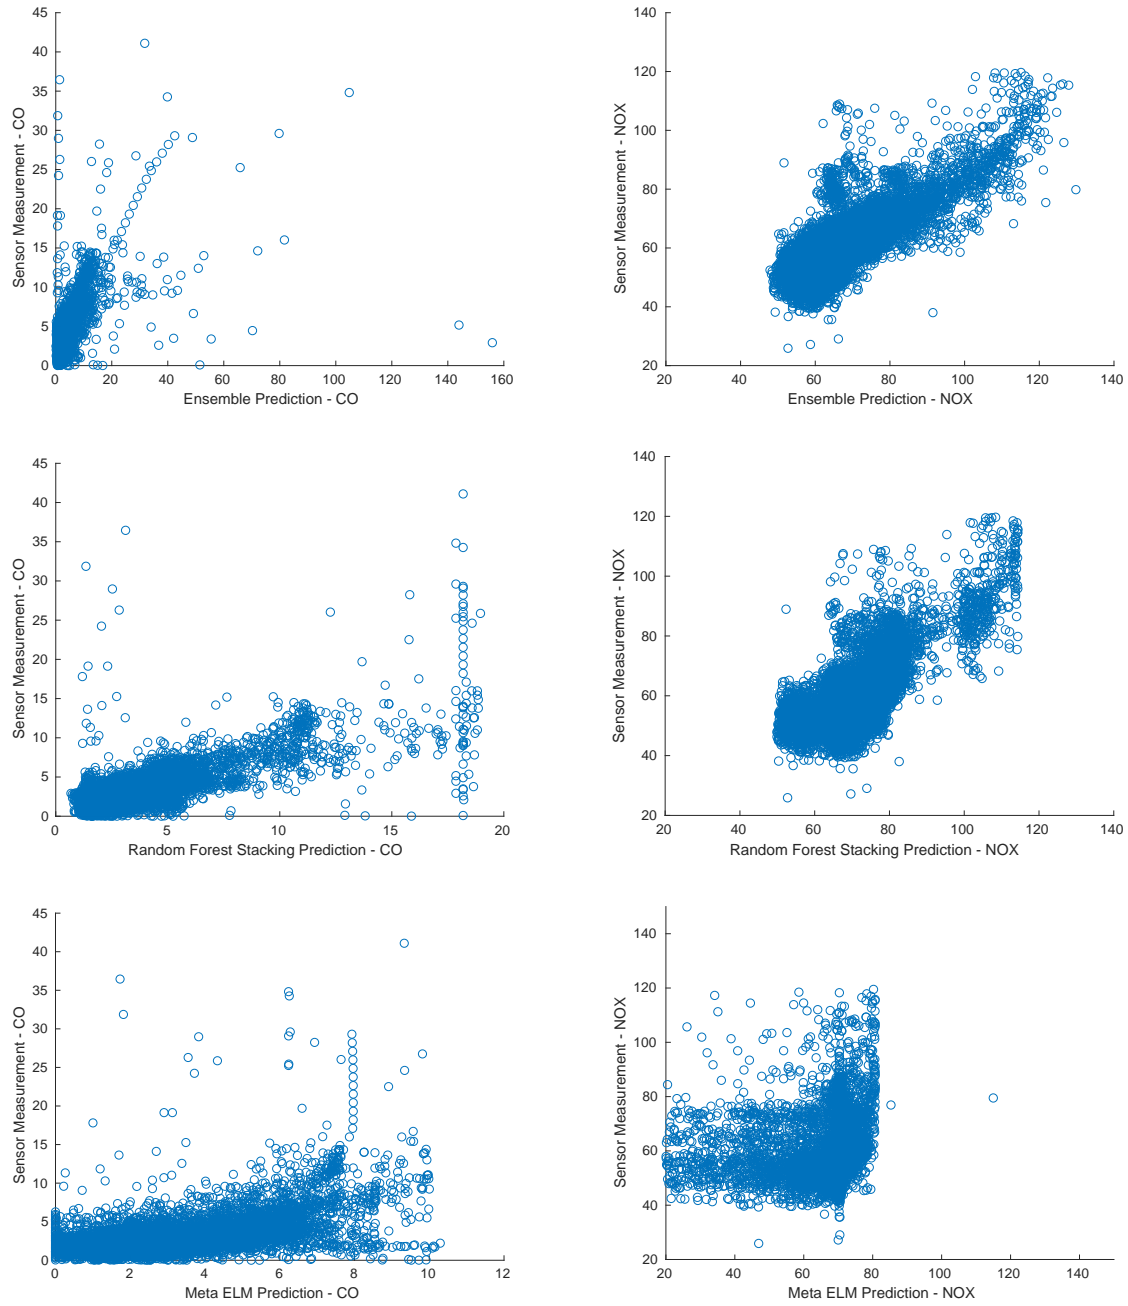 45
40
35
30
25
20
15
10
5
0
Sensor Measurement - CO
0 20 40 60 80 100 120 140 160
Ensemble Prediction - CO
140
120
100
80
60
40
20
Sensor Measurement - NOX
20 40 60 80 100 120 140
Ensemble Prediction - NOX
45
40
35
30
25
20
15
10
5
0
Sensor Measurement - CO
0 5 10 15 20
Random Forest Stacking Prediction - CO
140
120
100
80
60
40
20
Sensor Measurement - NOX
20 40 60 80 100 120 140
Random Forest Stacking Prediction - NOX
45
40
35
30
25
20
15
10
5
0
Sensor Measurement - CO
0 2 4 6 8 10 12
Meta ELM Prediction - CO
140
120
100
80
60
40
20
Sensor Measurement - NOX
20 40 60 80 100 120 140
Meta ELM Prediction - NOX